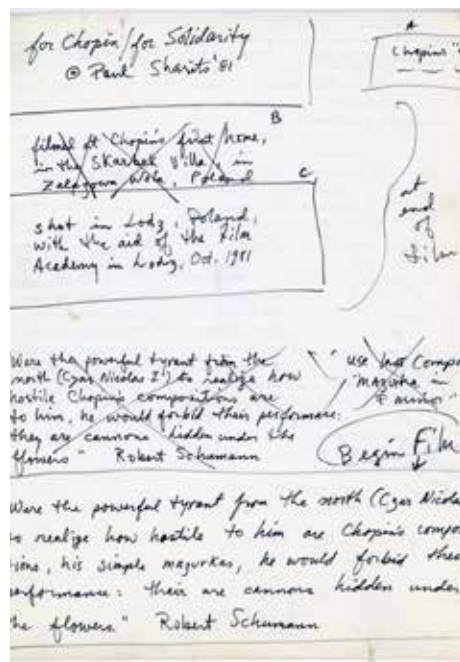 for Chopin/for Solidarity
© Paul Sharits '81
A
Chopin's "
B
filmed at Chopin's first home,
in the Skarbek Villa, in
Zelazowa Wola, Poland
C
shot in Lodz, Poland,
with the aid of the Film
Academy in Lodz, Oct. 1981
at
end
of
film
Were the powerful tyrant from the
north (Czar Nicolas I) to realize how
hostile Chopin's compositions are
to him, he would forbid their performance:
they are cannons hidden under the
flowers" Robert Schumann
use last Compo
"Mazurka in
F minor"
Begin Film
Were the powerful tyrant from the north (Czar Nicola
o realize how hostile to him are Chopin's compo
ions, his simple mazurkas, he would forbid thei
erformance: their are cannons hidden under
he flowers." Robert Schumann